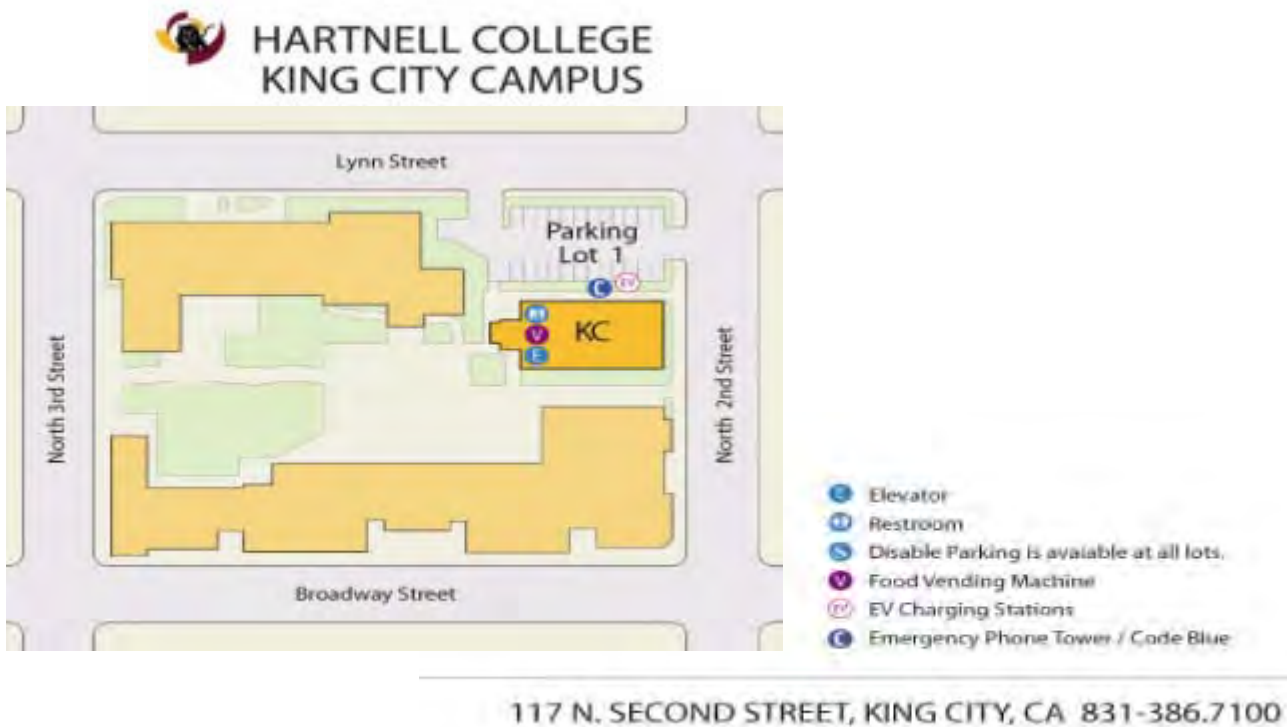 HARTNELL COLLEGE
KING CITY CAMPUS
Lynn Street
Parking
Lot 1
C
EV
North 3rd Street
KC
V
E
North 2nd Street
Broadway Street
E Elevator
Restroom
Disable Parking is avaiable at all lots.
V Food Vending Machine
EV EV Charging Stations
C Emergency Phone Tower / Code Blue
117 N. SECOND STREET, KING CITY, CA 831-386.7100